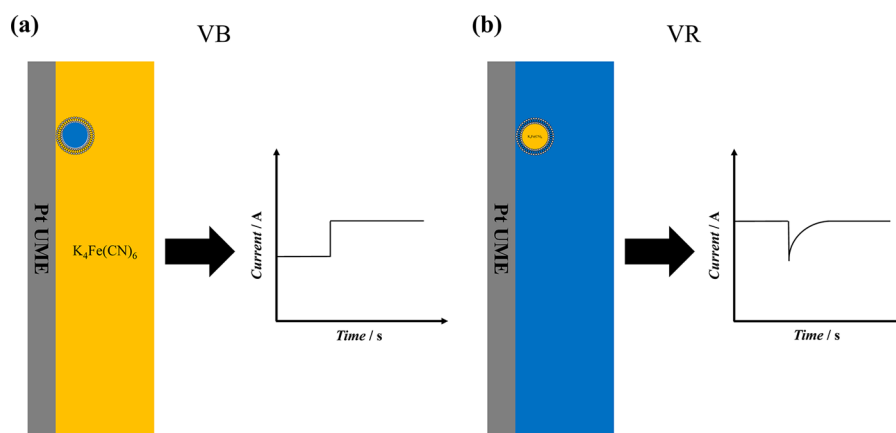 (a)
VB
Pt UME
K₄Fe(CN)₆
Current / A
Time / s
(b)
VR
Pt UME
Current / A
Time / s